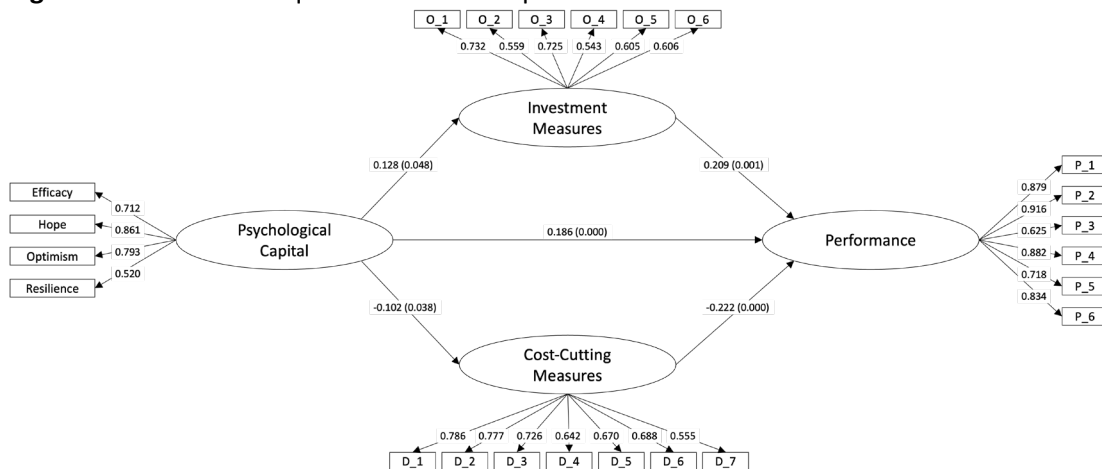 O_1 O_2 O_3 O_4 O_5 O_6
0.732 0.559 0.725 0.543 0.605 0.606
Investment
Measures
0.128 (0.048)
0.209 (0.001)
Efficacy
Hope
Optimism
Resilience
0.712
0.861
0.793
0.520
Psychological
Capital
0.186 (0.000)
Performance
0.879
0.916
0.625
0.882
0.718
0.834
P_1
P_2
P_3
P_4
P_5
P_6
-0.102 (0.038)
-0.222 (0.000)
Cost-Cutting
Measures
0.786 0.777 0.726 0.642 0.670 0.688 0.555
D_1 D_2 D_3 D_4 D_5 D_6 D_7